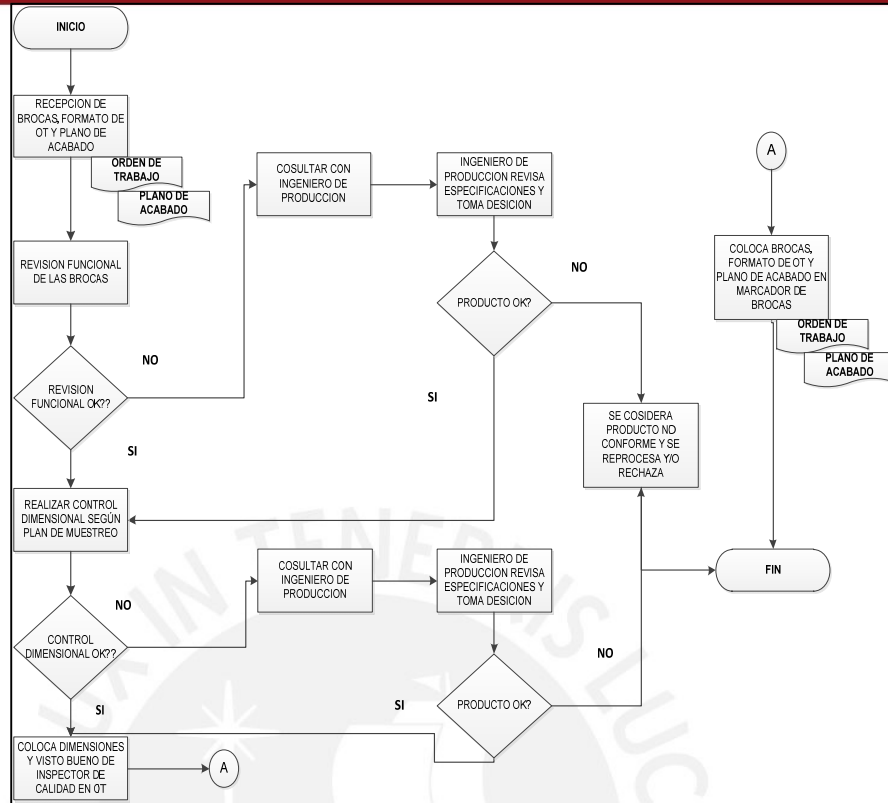 INICIO
RECEPCION DE
BROCAS, FORMATO DE
OT Y PLANO DE
ACABADO
ORDEN DE
TRABAJO
PLANO DE
ACABADO
REVISION FUNCIONAL
DE LAS BROCAS
REVISION
FUNCIONAL OK??
NO
SI
COSULTAR CON
INGENIERO DE
PRODUCCION
INGENIERO DE
PRODUCCION REVISA
ESPECIFICACIONES Y
TOMA DESICION
PRODUCTO OK?
NO
SI
SE COSIDERA
PRODUCTO NO
CONFORME Y SE
REPROCESA Y/O
RECHAZA
REALIZAR CONTROL
DIMENSIONAL SEGÚN
PLAN DE MUESTREO
CONTROL
DIMENSIONAL OK??
NO
SI
COSULTAR CON
INGENIERO DE
PRODUCCION
INGENIERO DE
PRODUCCION REVISA
ESPECIFICACIONES Y
TOMA DESICION
PRODUCTO OK?
NO
SI
COLOCA DIMENSIONES
Y VISTO BUENO DE
INSPECTOR DE
CALIDAD EN OT
A
A
COLOCA BROCAS,
FORMATO DE OT Y
PLANO DE ACABADO EN
MARCADOR DE
BROCAS
ORDEN DE
TRABAJO
PLANO DE
ACABADO
FIN
UX IN TENEBRIS LUC